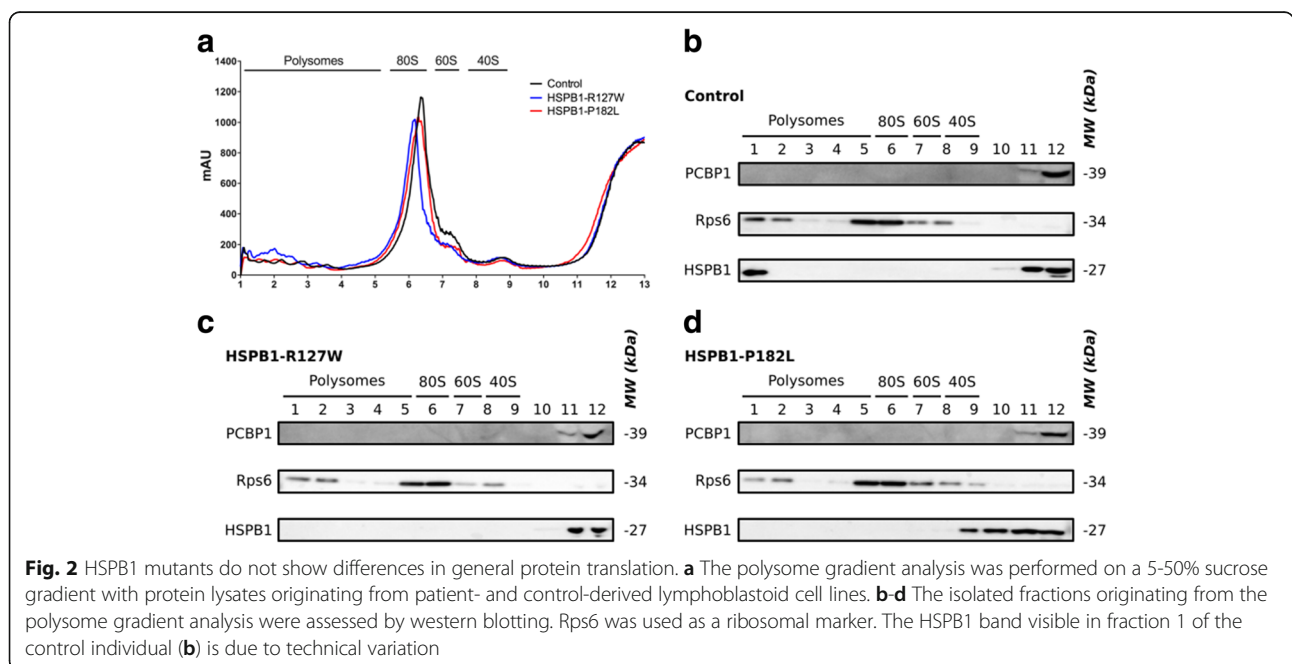 a
1400
1200
1000
800
600
400
200
0
mAU
Polysomes 80S 60S 40S
Control
HSPB1-R127W
HSPB1-P182L
1 2 3 4 5 6 7 8 9 10 11 12 13
b
Control
MW (kDa)
Polysomes 80S 60S 40S
1 2 3 4 5 6 7 8 9 10 11 12
PCBP1 -39
Rps6 -34
HSPB1 -27
c
HSPB1-R127W
MW (kDa)
Polysomes 80S 60S 40S
1 2 3 4 5 6 7 8 9 10 11 12
PCBP1 -39
Rps6 -34
HSPB1 -27
d
HSPB1-P182L
MW (kDa)
Polysomes 80S 60S 40S
1 2 3 4 5 6 7 8 9 10 11 12
PCBP1 -39
Rps6 -34
HSPB1 -27
Fig. 2 HSPB1 mutants do not show differences in general protein translation. a The polysome gradient analysis was performed on a 5-50% sucrose
gradient with protein lysates originating from patient- and control-derived lymphoblastoid cell lines. b-d The isolated fractions originating from the
polysome gradient analysis were assessed by western blotting. Rps6 was used as a ribosomal marker. The HSPB1 band visible in fraction 1 of the
control individual (b) is due to technical variation